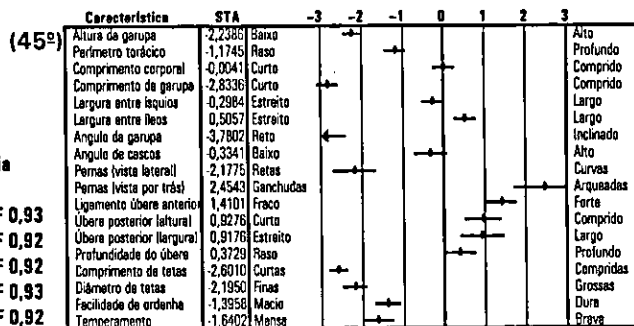 Característica STA -3 -2 -1 0 1 2 3
(45º) Altura da garupa -2,2386 Baixo Alto
Perímetro torácico -1,1745 Raso Profundo
Comprimento corporal -0,0041 Curto Comprido
Comprimento da garupa -2,8336 Curto Comprido
Largura entre ísquios -0,2984 Estreito Largo
Largura entre íleos 0,5057 Estreito Largo
Ângulo da garupa -3,7802 Reto Inclinado
Ângulo de cascos -0,3341 Baixo Alto
Pernas (vista lateral) -2,1775 Retas Curvas
Pernas (vista por trás) 2,4543 Ganchudas Arqueadas
Ligamento úbere anterior 1,4101 Fraco Forte
0,93 Úbere posterior (altura) 0,9276 Curto Comprido
0,92 Úbere posterior (largura) 0,9176 Estreito Largo
0,92 Profundidade do úbere 0,3729 Raso Profundo
Comprimento de tetas -2,6010 Curtas Compridas
0,93 Diâmetro de tetas -2,1950 Finas Grossas
Facilidade de ordenha -1,3958 Macia Dura
0,92 Temperamento -1,6402 Mansa Brava